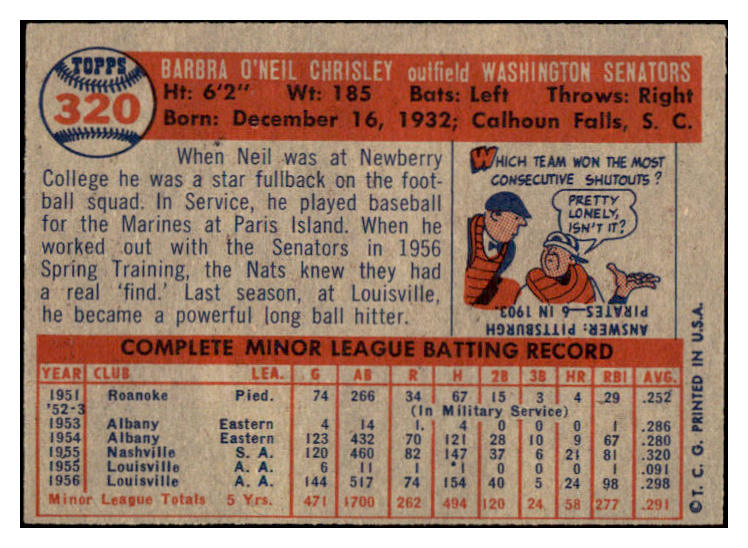 TOPPS
320
BARBRA O'NEIL CHRISLEY outfield WASHINGTON SENATORS
Ht: 6'2" Wt: 185 Bats: Left Throws: Right
Born: December 16, 1932; Calhoun Falls, S. C.
When Neil was at Newberry
College he was a star fullback on the foot-
ball squad. In Service, he played baseball
for the Marines at Paris Island. When he
worked out with the Senators in 1956
Spring Training, the Nats knew they had
a real 'find.' Last season, at Louisville,
he became a powerful long ball hitter.
WHICH TEAM WON THE MOST
CONSECUTIVE SHUTOUTS?
PRETTY
LONELY,
ISN'T IT?
ANSWER: PITTSBURGH
PIRATES—6 IN 1903.
COMPLETE MINOR LEAGUE BATTING RECORD
YEAR CLUB LEA. G AB R H 2B 3B HR RBI AVG.
1951 Roanoke Pied. 74 266 34 67 15 3 4 29 .252
'52-3 (In Military Service)
1953 Albany Eastern 4 14 1 4 0 0 0 1 .286
1954 Albany Eastern 123 432 70 121 28 10 9 67 .280
1955 Nashville S. A. 120 460 82 147 37 6 21 81 .320
1955 Louisville A. A. 6 11 1 1 0 0 0 1 .091
1956 Louisville A. A. 144 517 74 154 40 5 24 98 .298
Minor League Totals 5 Yrs. 471 1700 262 494 120 24 58 277 .291
© T. C. G. PRINTED IN U.S.A.